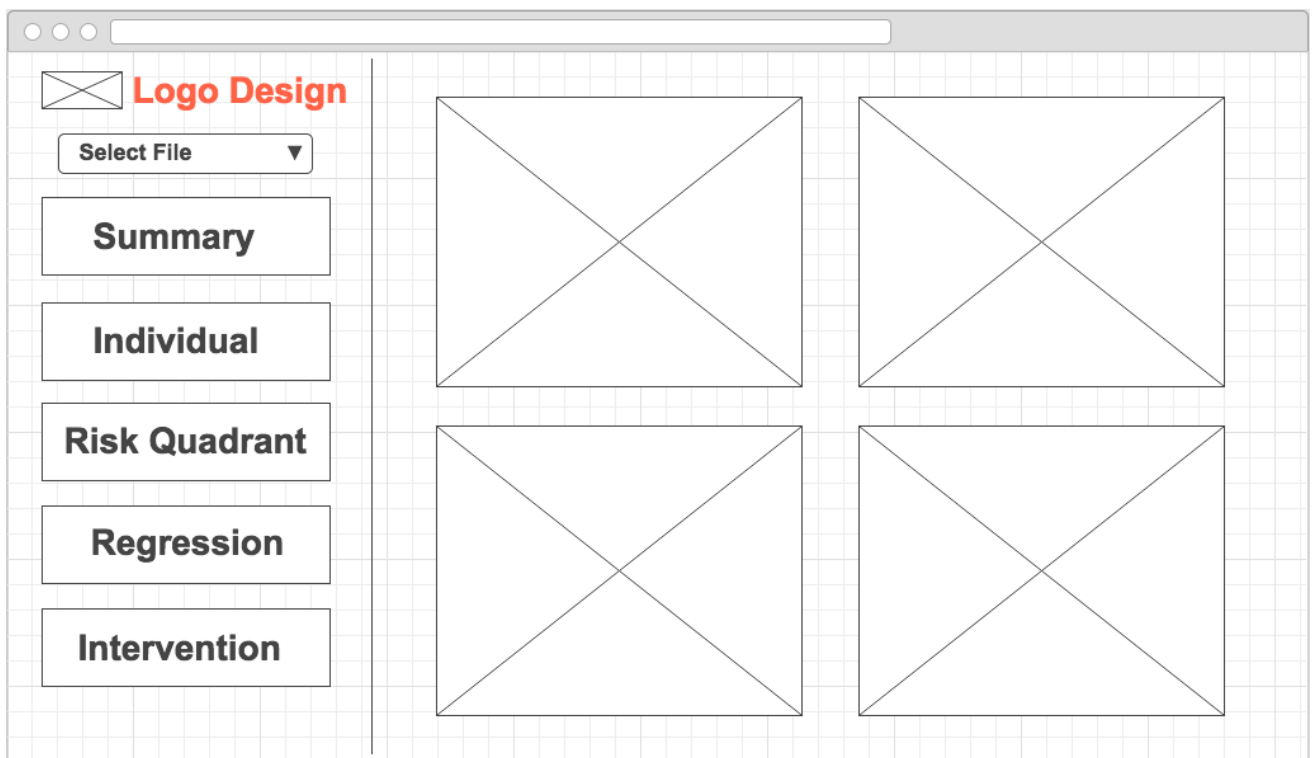 Logo Design
Select File ▼
Summary
Individual
Risk Quadrant
Regression
Intervention